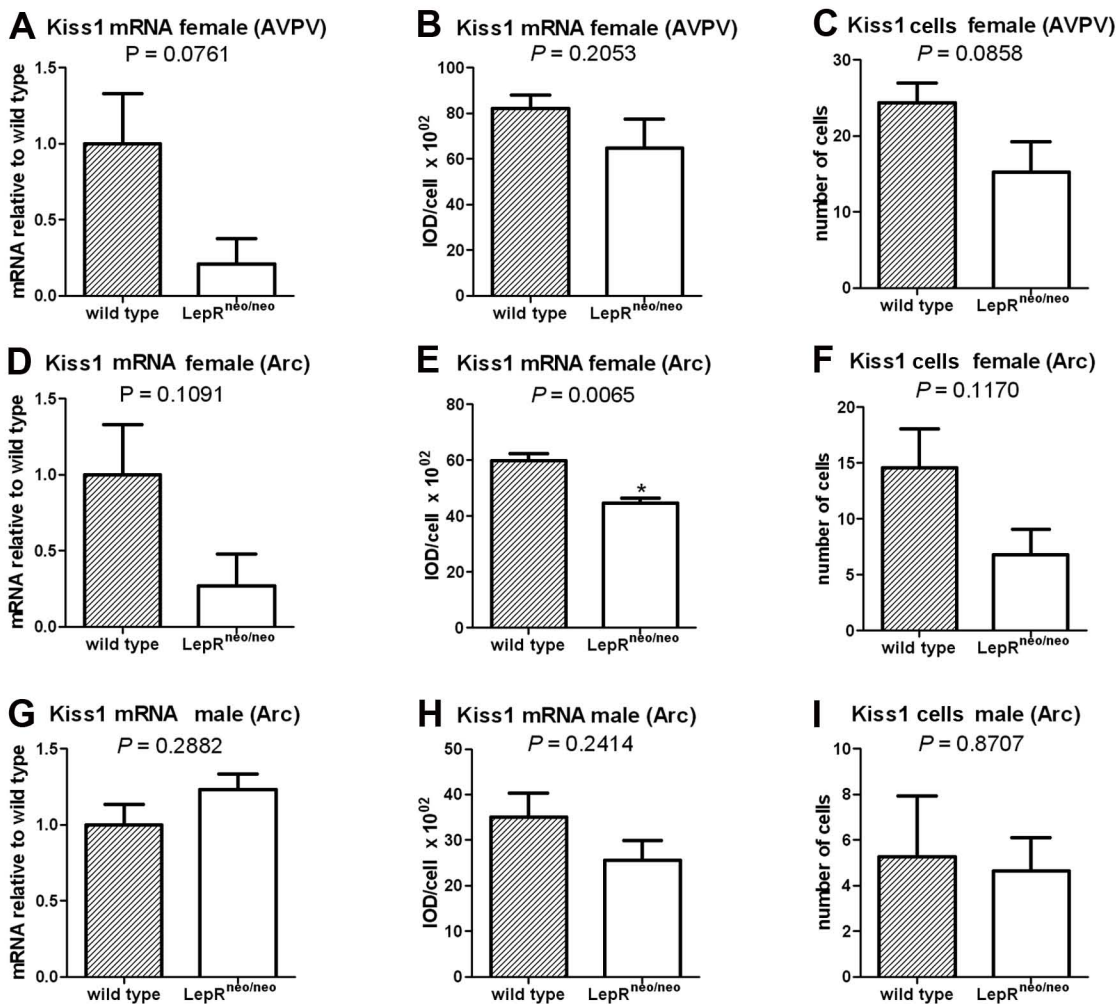 A Kiss1 mRNA female (AVPV)
P = 0.0761
mRNA relative to wild type
1.5
1.0
0.5
0.0
wild type LepR^neo/neo
B Kiss1 mRNA female (AVPV)
P = 0.2053
IOD/cell x 10^02
100
80
60
40
20
0
wild type LepR^neo/neo
C Kiss1 cells female (AVPV)
P = 0.0858
number of cells
30
20
10
0
wild type LepR^neo/neo
D Kiss1 mRNA female (Arc)
P = 0.1091
mRNA relative to wild type
1.5
1.0
0.5
0.0
wild type LepR^neo/neo
E Kiss1 mRNA female (Arc)
P = 0.0065
IOD/cell x 10^02
80
60
40
20
0
*
wild type LepR^neo/neo
F Kiss1 cells female (Arc)
P = 0.1170
number of cells
20
15
10
5
0
wild type LepR^neo/neo
G Kiss1 mRNA male (Arc)
P = 0.2882
mRNA relative to wild type
1.5
1.0
0.5
0.0
wild type LepR^neo/neo
H Kiss1 mRNA male (Arc)
P = 0.2414
IOD/cell x 10^02
50
40
30
20
10
0
wild type LepR^neo/neo
I Kiss1 cells male (Arc)
P = 0.8707
number of cells
10
8
6
4
2
0
wild type LepR^neo/neo